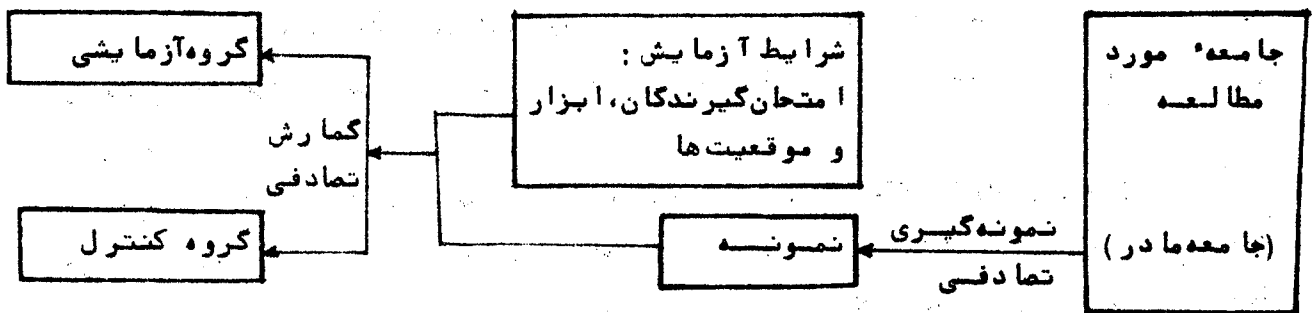 جامعهٔ مورد
مطالعه
(جامعه‌مادر)
نمونه‌گیری
تصادفی
شرایط آزمایش:
امتحان‌گیرندگان، ابزار
و موقعیت‌ها
نمونه
گمارش
تصادفی
گروه‌آزمایشی
گروه کنترل